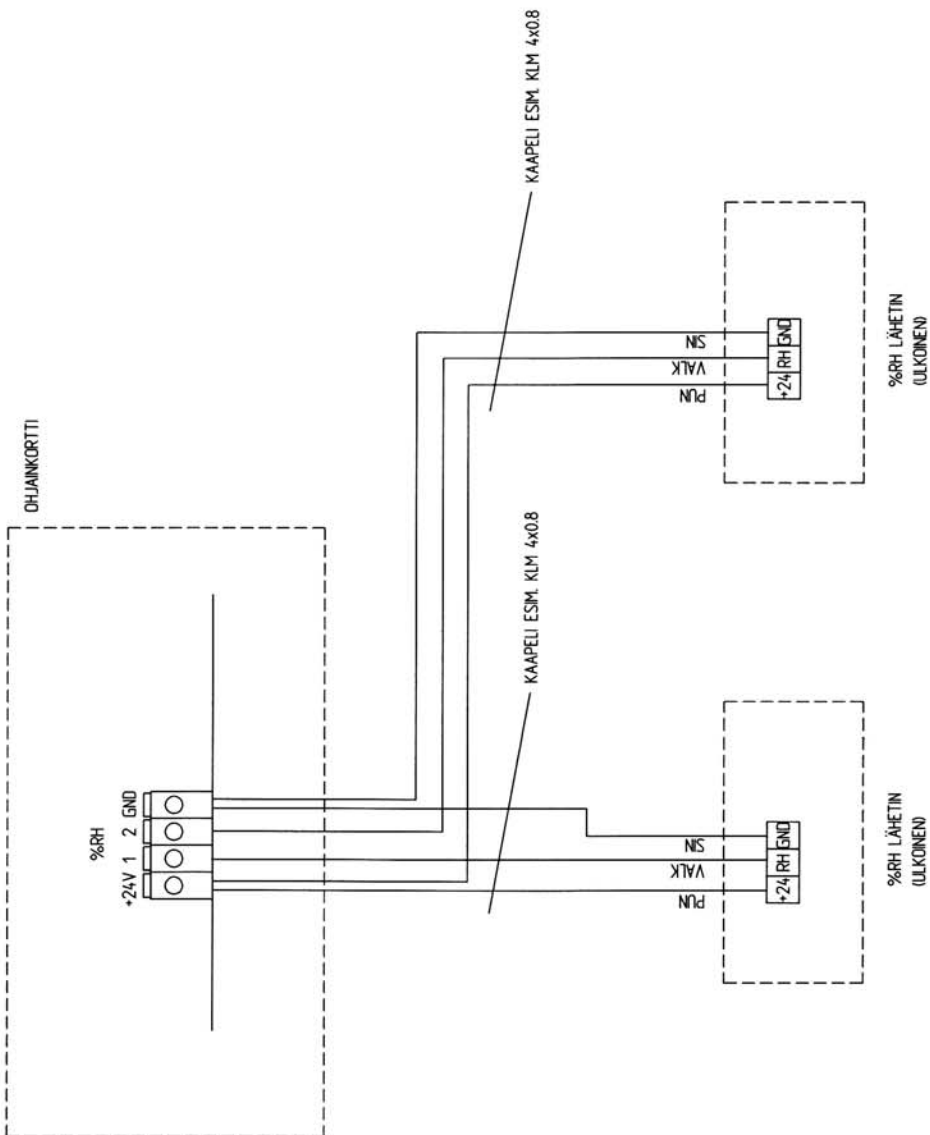 OHJAINKORTTI
%RH
+24V 1 2 GND
KAAPELI ESIM. KLM 4x0.8
KAAPELI ESIM. KLM 4x0.8
PUN
VALK
SIN
+24 RH GND
%RH LÄHETIN
(ULKOINEN)
PUN
VALK
SIN
+24 RH GND
%RH LÄHETIN
(ULKOINEN)